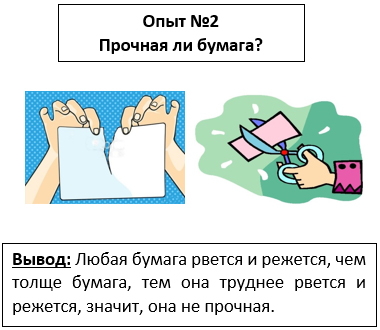 Опыт №2
Прочная ли бумага?
Вывод: Любая бумага рвется и режется, чем
толще бумага, тем она труднее рвется и
режется, значит, она не прочная.